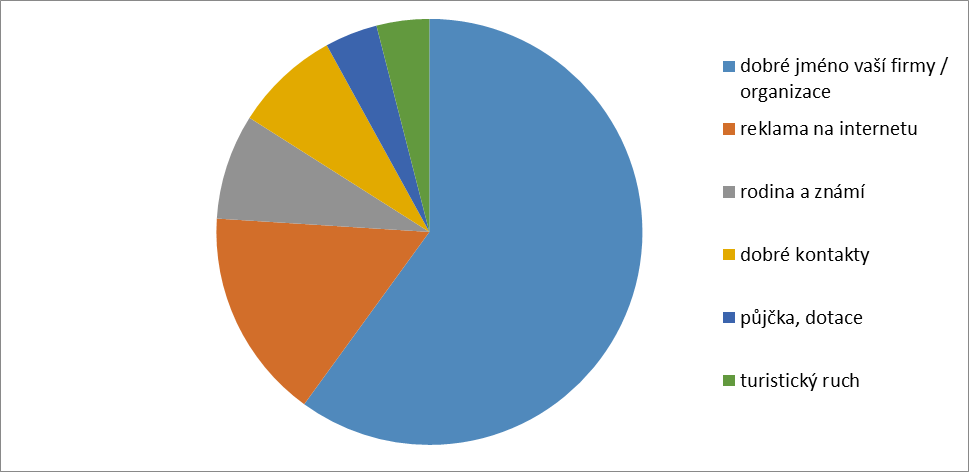 dobré jméno vaší firmy /
organizace
reklama na internetu
rodina a známí
dobré kontakty
půjčka, dotace
turistický ruch